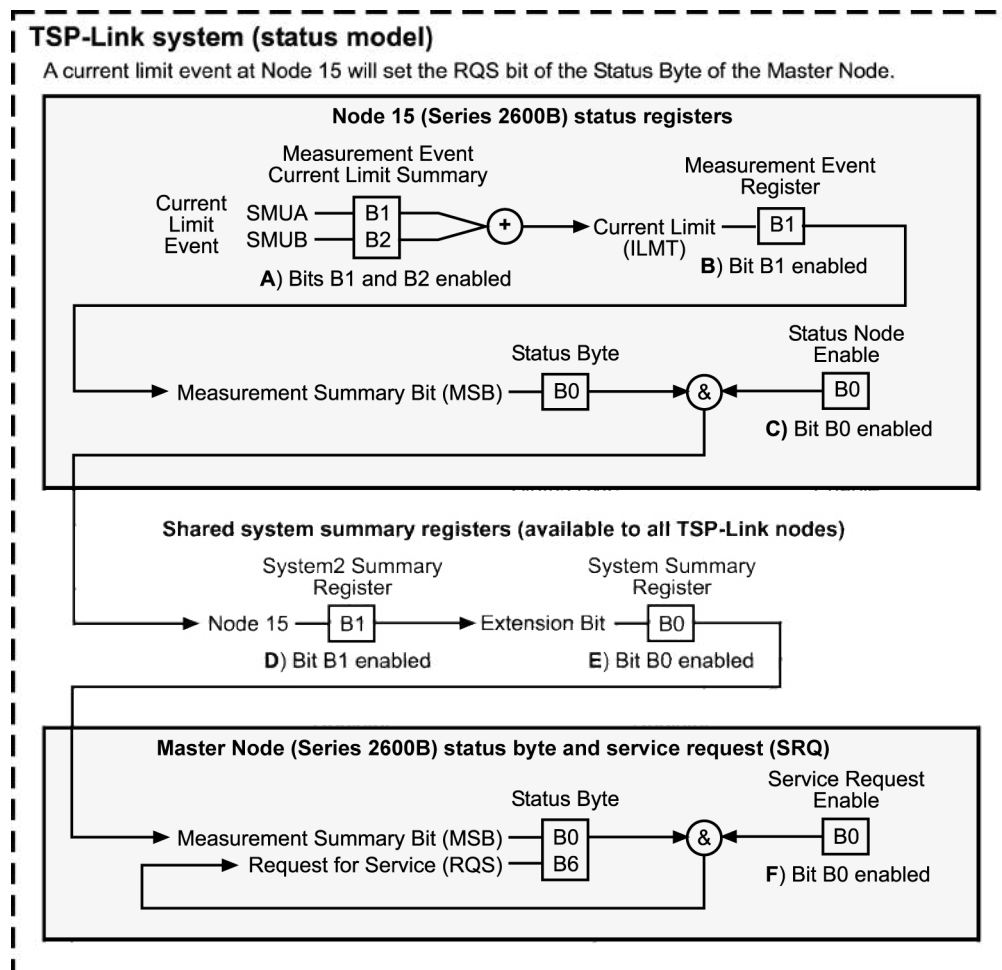 TSP-Link system (status model)
A current limit event at Node 15 will set the RQS bit of the Status Byte of the Master Node.
Node 15 (Series 2600B) status registers
Measurement Event
Current Limit Summary
Current
Limit
Event
SMUA
SMUB
B1
B2
+
A) Bits B1 and B2 enabled
Current Limit
(ILMT)
Measurement Event
Register
B1
B) Bit B1 enabled
Measurement Summary Bit (MSB)
Status Byte
B0
&
Status Node
Enable
B0
C) Bit B0 enabled
Shared system summary registers (available to all TSP-Link nodes)
System2 Summary
Register
Node 15
B1
D) Bit B1 enabled
Extension Bit
System Summary
Register
B0
E) Bit B0 enabled
Master Node (Series 2600B) status byte and service request (SRQ)
Status Byte
Measurement Summary Bit (MSB)
B0
Request for Service (RQS)
B6
&
Service Request
Enable
B0
F) Bit B0 enabled